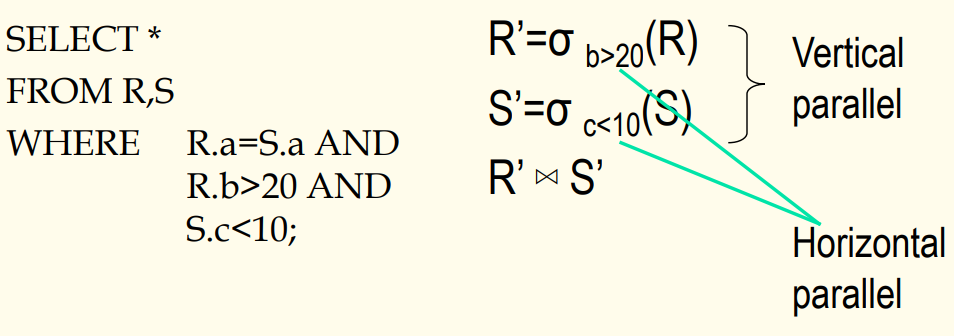 SELECT *
FROM R,S
WHERE R.a=S.a AND
R.b>20 AND
S.c<10;
R’=σ b>20(R)
S’=σ c<10(S)
R’ ⋈ S’
Vertical
parallel
Horizontal
parallel